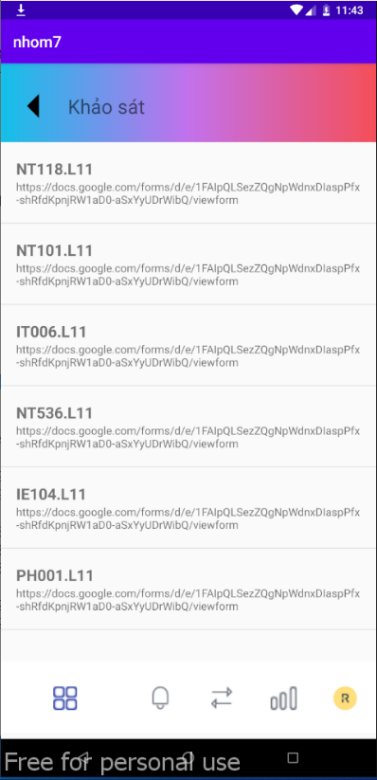 11:43
nhom7
Khảo sát
NT118.L11
https://docs.google.com/forms/d/e/1FAIpQLSezZQgNpWdnxDIaspPfx
-shRfdKpnjRW1aD0-aSxYyUDrWibQ/viewform
NT101.L11
https://docs.google.com/forms/d/e/1FAIpQLSezZQgNpWdnxDIaspPfx
-shRfdKpnjRW1aD0-aSxYyUDrWibQ/viewform
IT006.L11
https://docs.google.com/forms/d/e/1FAIpQLSezZQgNpWdnxDIaspPfx
-shRfdKpnjRW1aD0-aSxYyUDrWibQ/viewform
NT536.L11
https://docs.google.com/forms/d/e/1FAIpQLSezZQgNpWdnxDIaspPfx
-shRfdKpnjRW1aD0-aSxYyUDrWibQ/viewform
IE104.L11
https://docs.google.com/forms/d/e/1FAIpQLSezZQgNpWdnxDIaspPfx
-shRfdKpnjRW1aD0-aSxYyUDrWibQ/viewform
PH001.L11
https://docs.google.com/forms/d/e/1FAIpQLSezZQgNpWdnxDIaspPfx
-shRfdKpnjRW1aD0-aSxYyUDrWibQ/viewform
R
Free for personal use